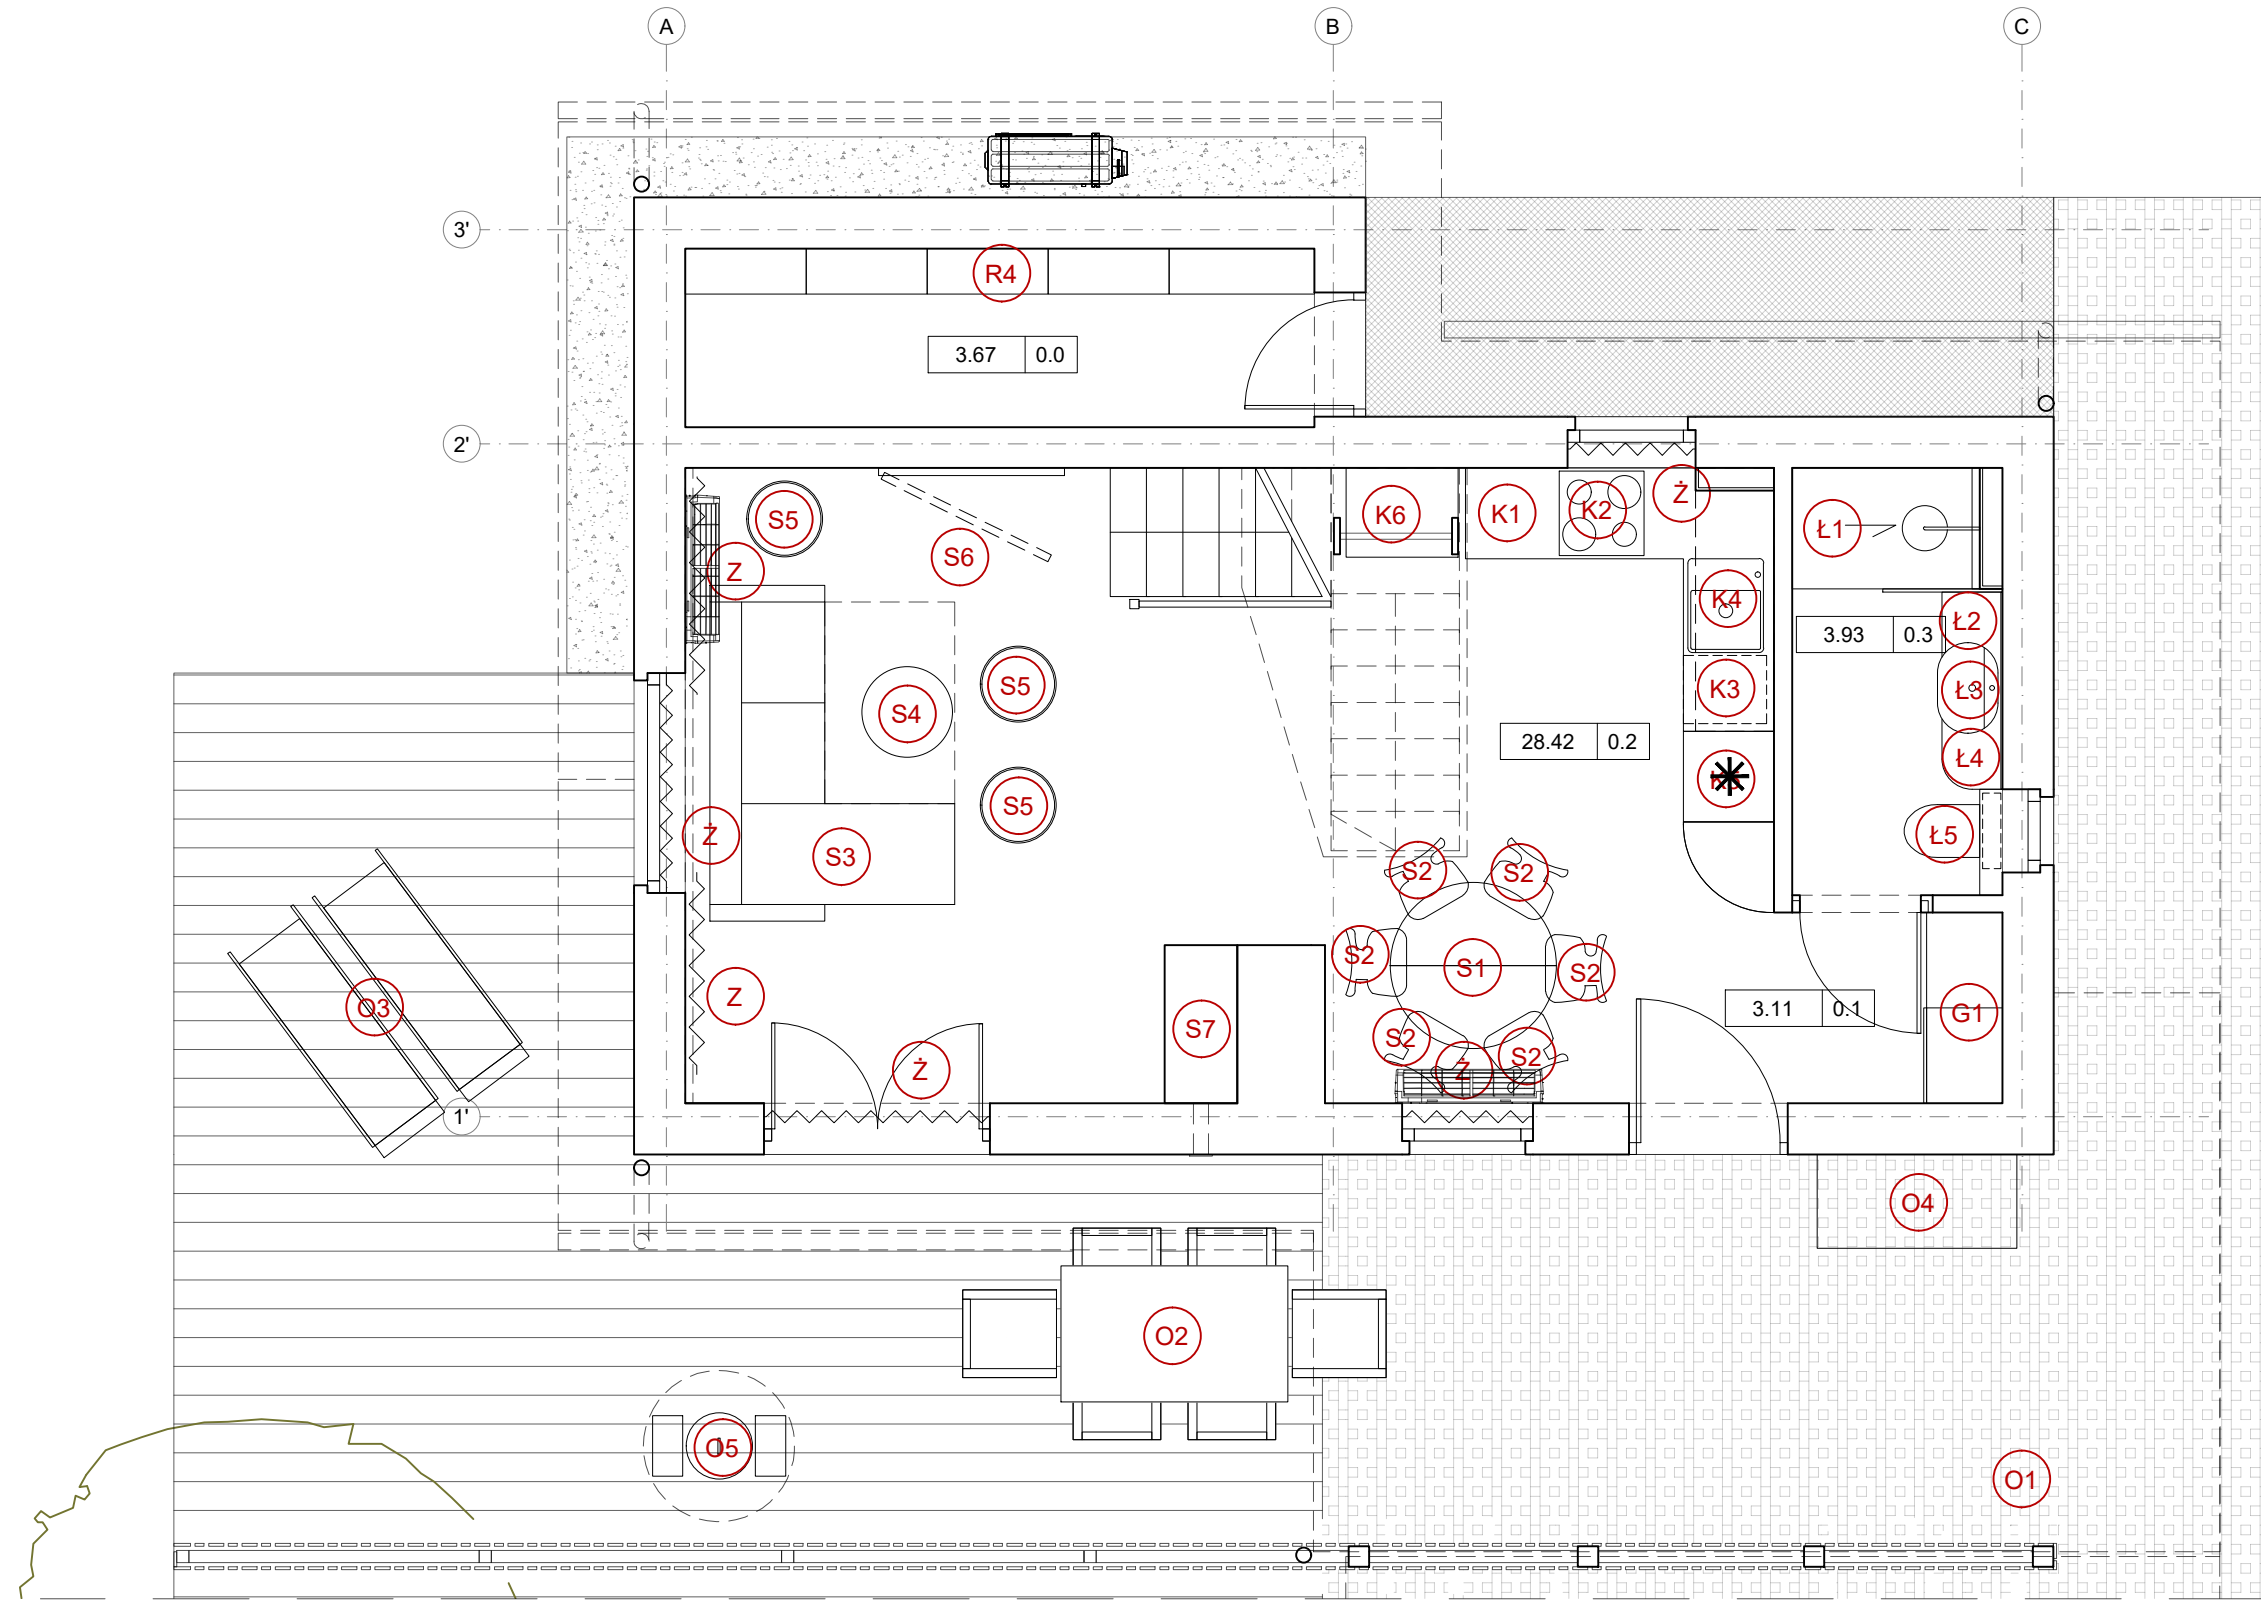 A B C
3'
R4
3.67 0.0
2'
S5 S6 K6 K1 K2 Ż Ł1
Z
K4 Ł2
3.93 0.3
S5 S4 K3 Ł3
28.42 0.2
Ł4
S5
Ż S3 Ł5
S2 S2
S2 S1 S2
Z O3 3.11 0.1 G1
S7 S2 S2
Ż Ż
1'
O4
O2
O5
O1